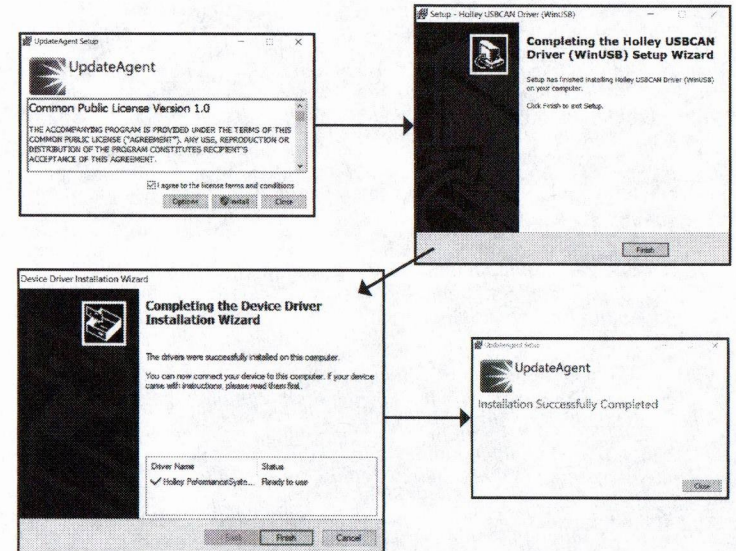 UpdateAgent Setup
UpdateAgent
Common Public License Version 1.0
THE ACCOMPANYING PROGRAM IS PROVIDED UNDER THE TERMS OF THIS
COMMON PUBLIC LICENSE ("AGREEMENT"). ANY USE, REPRODUCTION OR
DISTRIBUTION OF THE PROGRAM CONSTITUTES RECIPIENT'S
ACCEPTANCE OF THIS AGREEMENT.
I agree to the license terms and conditions
Options
Install
Close
Setup - Holley USBCAN Driver (WinUSB)
Completing the Holley USBCAN
Driver (WinUSB) Setup Wizard
Setup has finished installing Holley USBCAN Driver (WinUSB)
on your computer.
Click Finish to exit Setup.
Finish
Device Driver Installation Wizard
Completing the Device Driver
Installation Wizard
The drivers were successfully installed on this computer.
You can now connect your device to this computer. If your device
came with instructions, please read them first.
Driver Name Status
Holley PeformanceSyste... Ready to use
Back
Finish
Cancel
UpdateAgent Setup
UpdateAgent
Installation Successfully Completed
Close